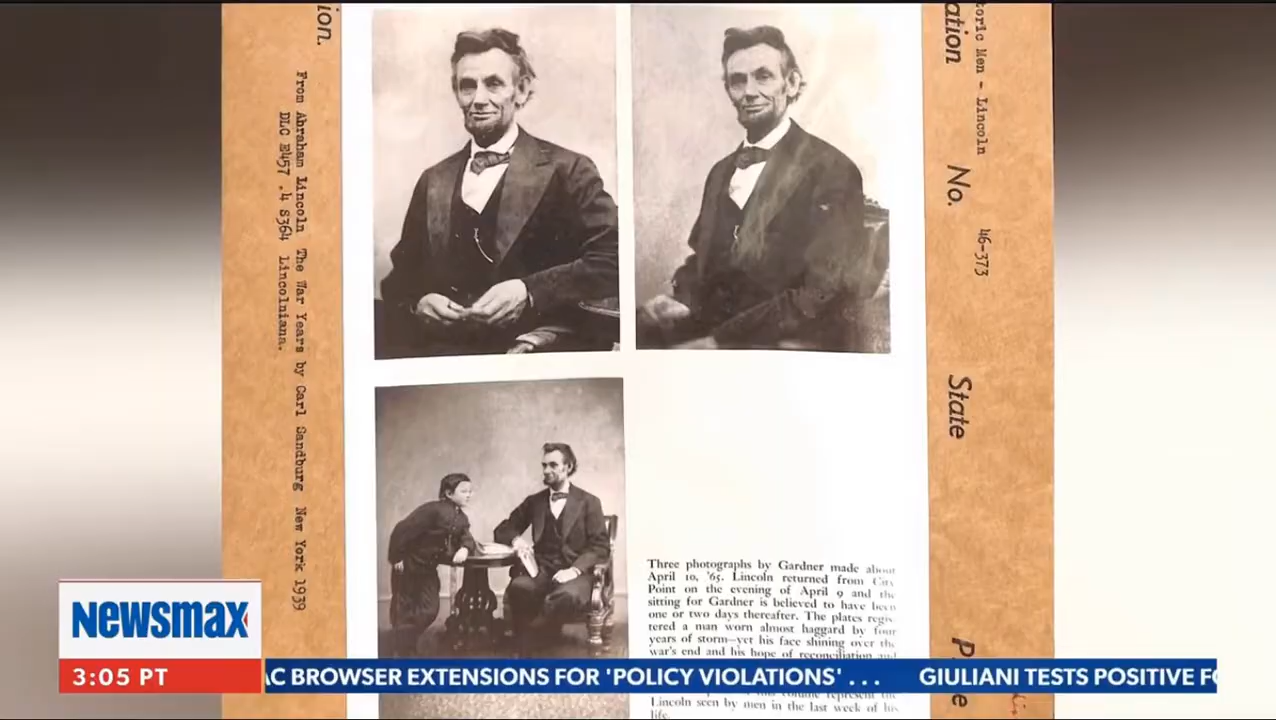 ion.
From Abraham Lincoln The War Years by Carl Sandburg New York 1939
DLC E457 .4 S364 Lincolniana.
toric Men - Lincoln
ation No. 46-373 State
Three photographs by Gardner made about
April 10, '65. Lincoln returned from City
Point on the evening of April 9 and the
sitting for Gardner is believed to have been
one or two days thereafter. The plates regis-
tered a man worn almost haggard by four
years of storm—yet his face shining over the
war's end and his hope of reconciliation and
Lincoln seen by men in the last week of his
life.
NEWSMAX
3:05 PT
AC BROWSER EXTENSIONS FOR 'POLICY VIOLATIONS' . . . GIULIANI TESTS POSITIVE FO